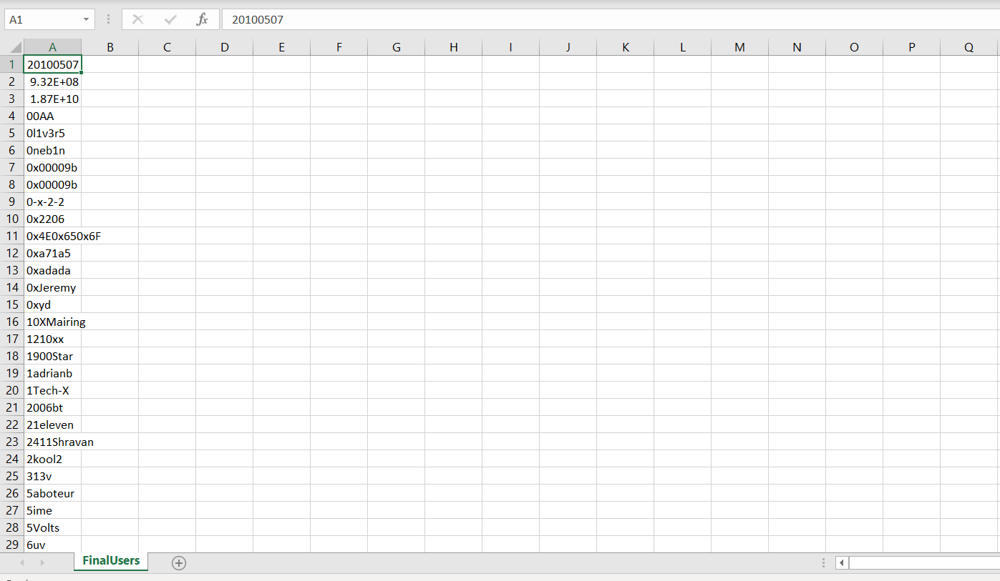 A1 fx 20100507
A B C D E F G H I J K L M N O P Q
1 20100507
2 9.32E+08
3 1.87E+10
4 00AA
5 0l1v3r5
6 0neb1n
7 0x00009b
8 0x00009b
9 0-x-2-2
10 0x2206
11 0x4E0x650x6F
12 0xa71a5
13 0xadada
14 0xJeremy
15 0xyd
16 10XMairing
17 1210xx
18 1900Star
19 1adrianb
20 1Tech-X
21 2006bt
22 21eleven
23 2411Shravan
24 2kool2
25 313v
26 5aboteur
27 5ime
28 5Volts
29 6uv
FinalUsers